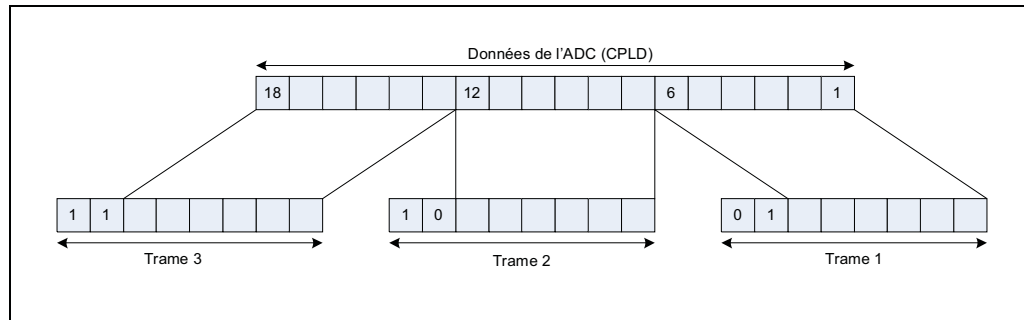 Données de l'ADC (CPLD)
18 12 6 1
1 1 1 0 0 1
Trame 3 Trame 2 Trame 1